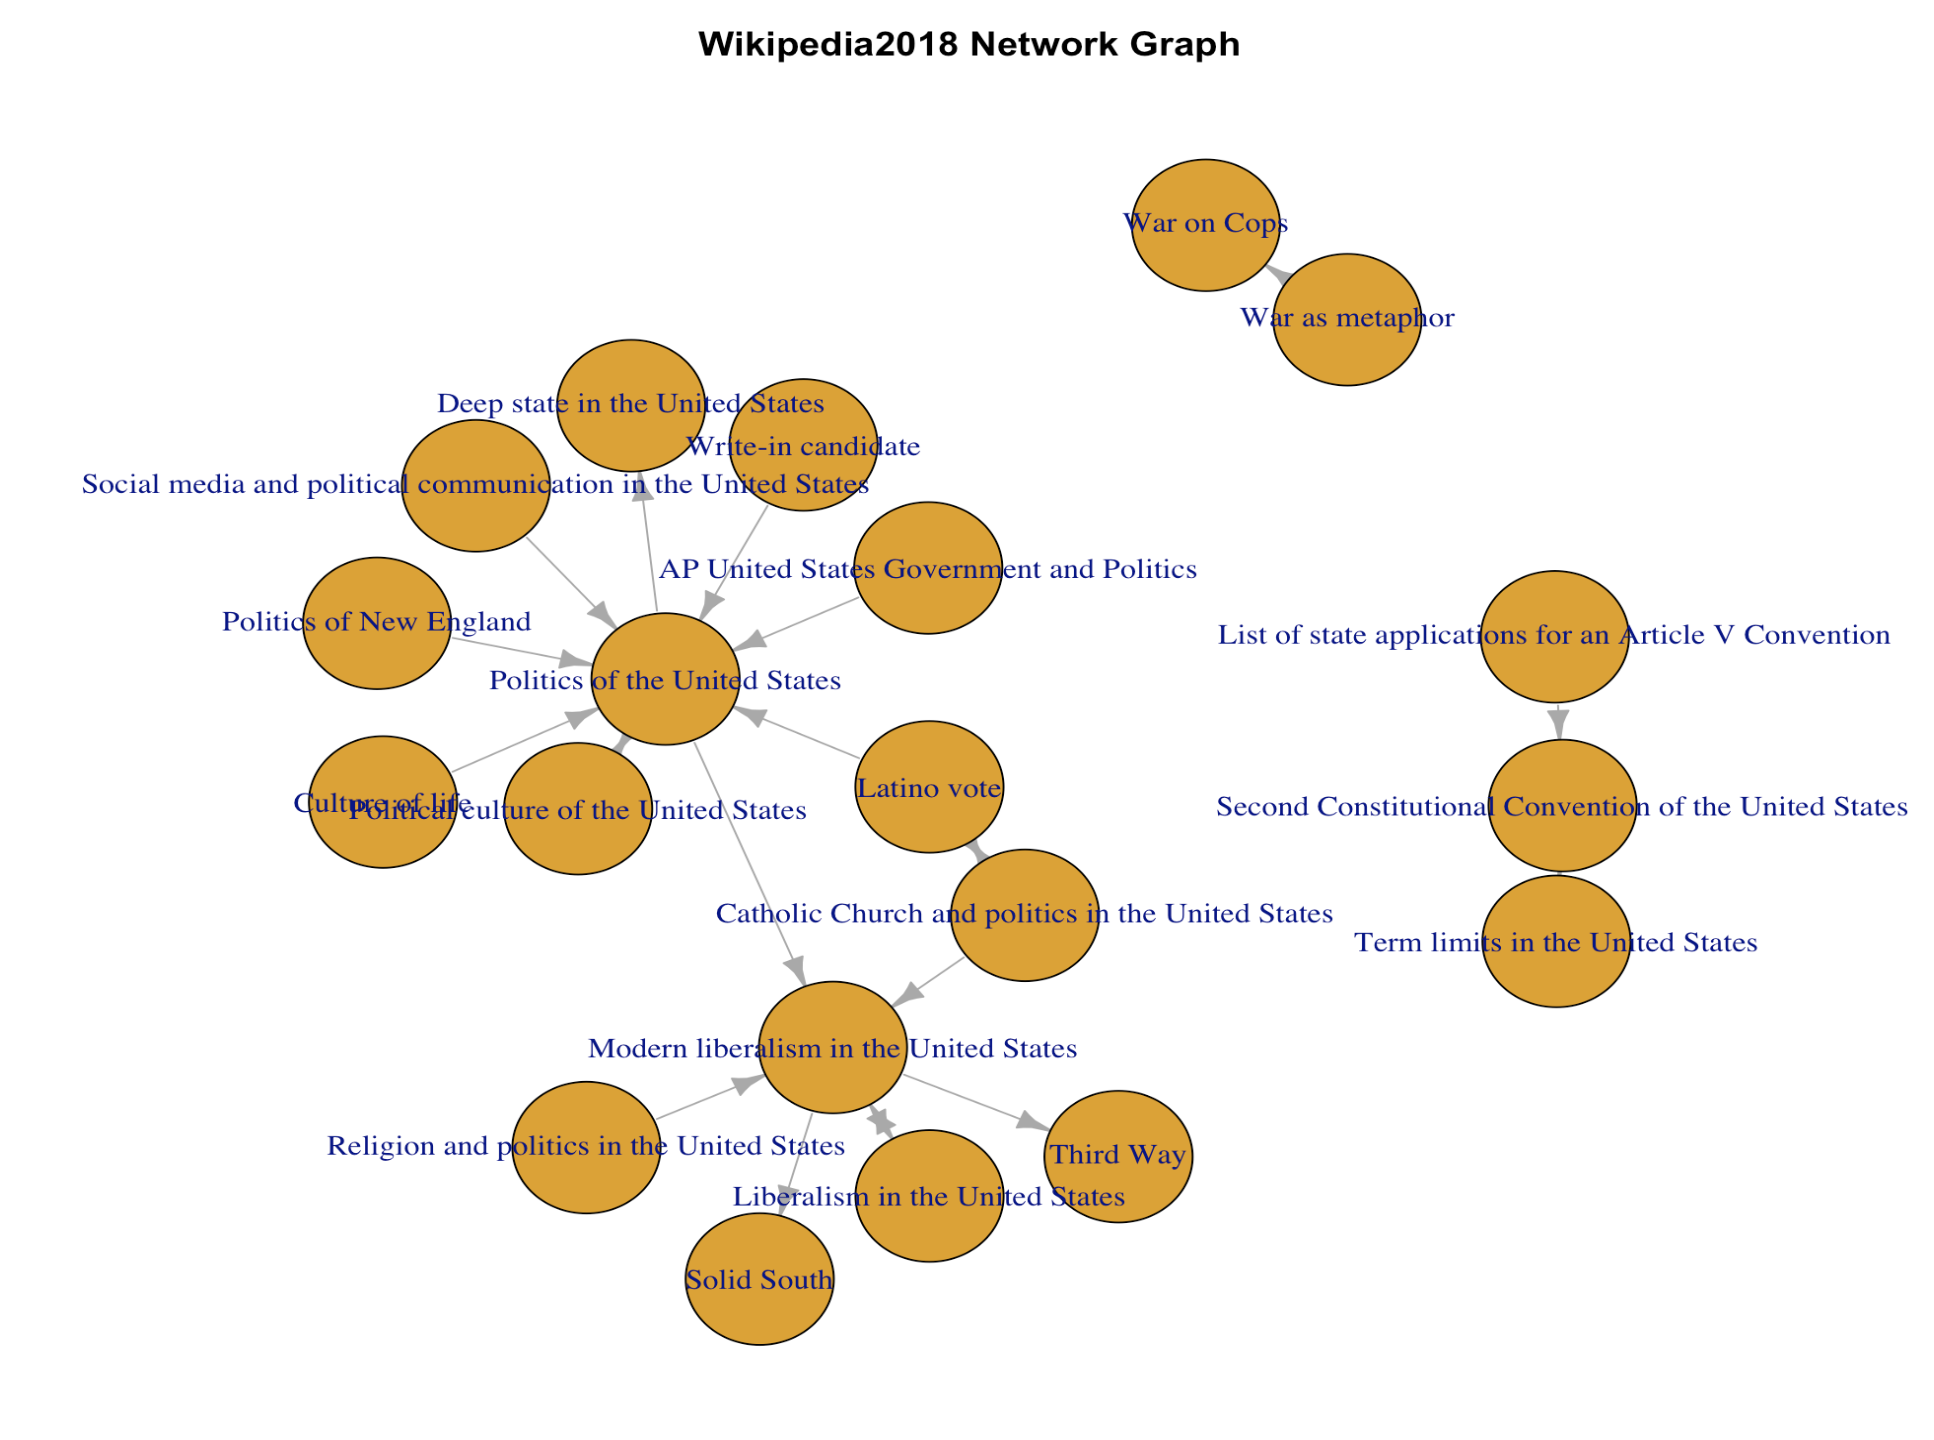 Wikipedia2018 Network Graph
War on Cops
War as metaphor
Deep state in the United States
Write-in candidate
Social media and political communication in the United States
AP United States Government and Politics
Politics of New England
List of state applications for an Article V Convention
Politics of the United States
Latino vote
Culture of life
Political culture of the United States
Second Constitutional Convention of the United States
Catholic Church and politics in the United States
Term limits in the United States
Modern liberalism in the United States
Religion and politics in the United States
Third Way
Liberalism in the United States
Solid South